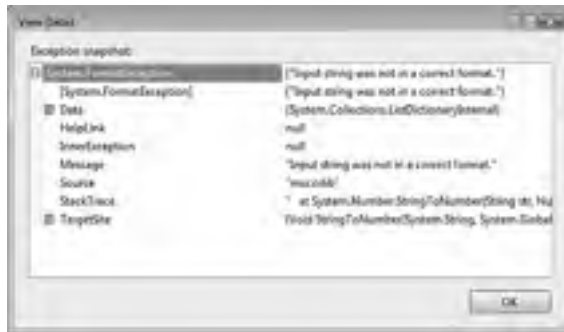 View Detail
Exception snapshot:
System.FormatException {"Input string was not in a correct format."}
[System.FormatException] {"Input string was not in a correct format."}
Data {System.Collections.ListDictionaryInternal}
HelpLink null
InnerException null
Message "Input string was not in a correct format."
Source "mscorlib"
StackTrace " at System.Number.StringToNumber(String str, Nu
TargetSite {Void StringToNumber(System.String, System.Global
OK